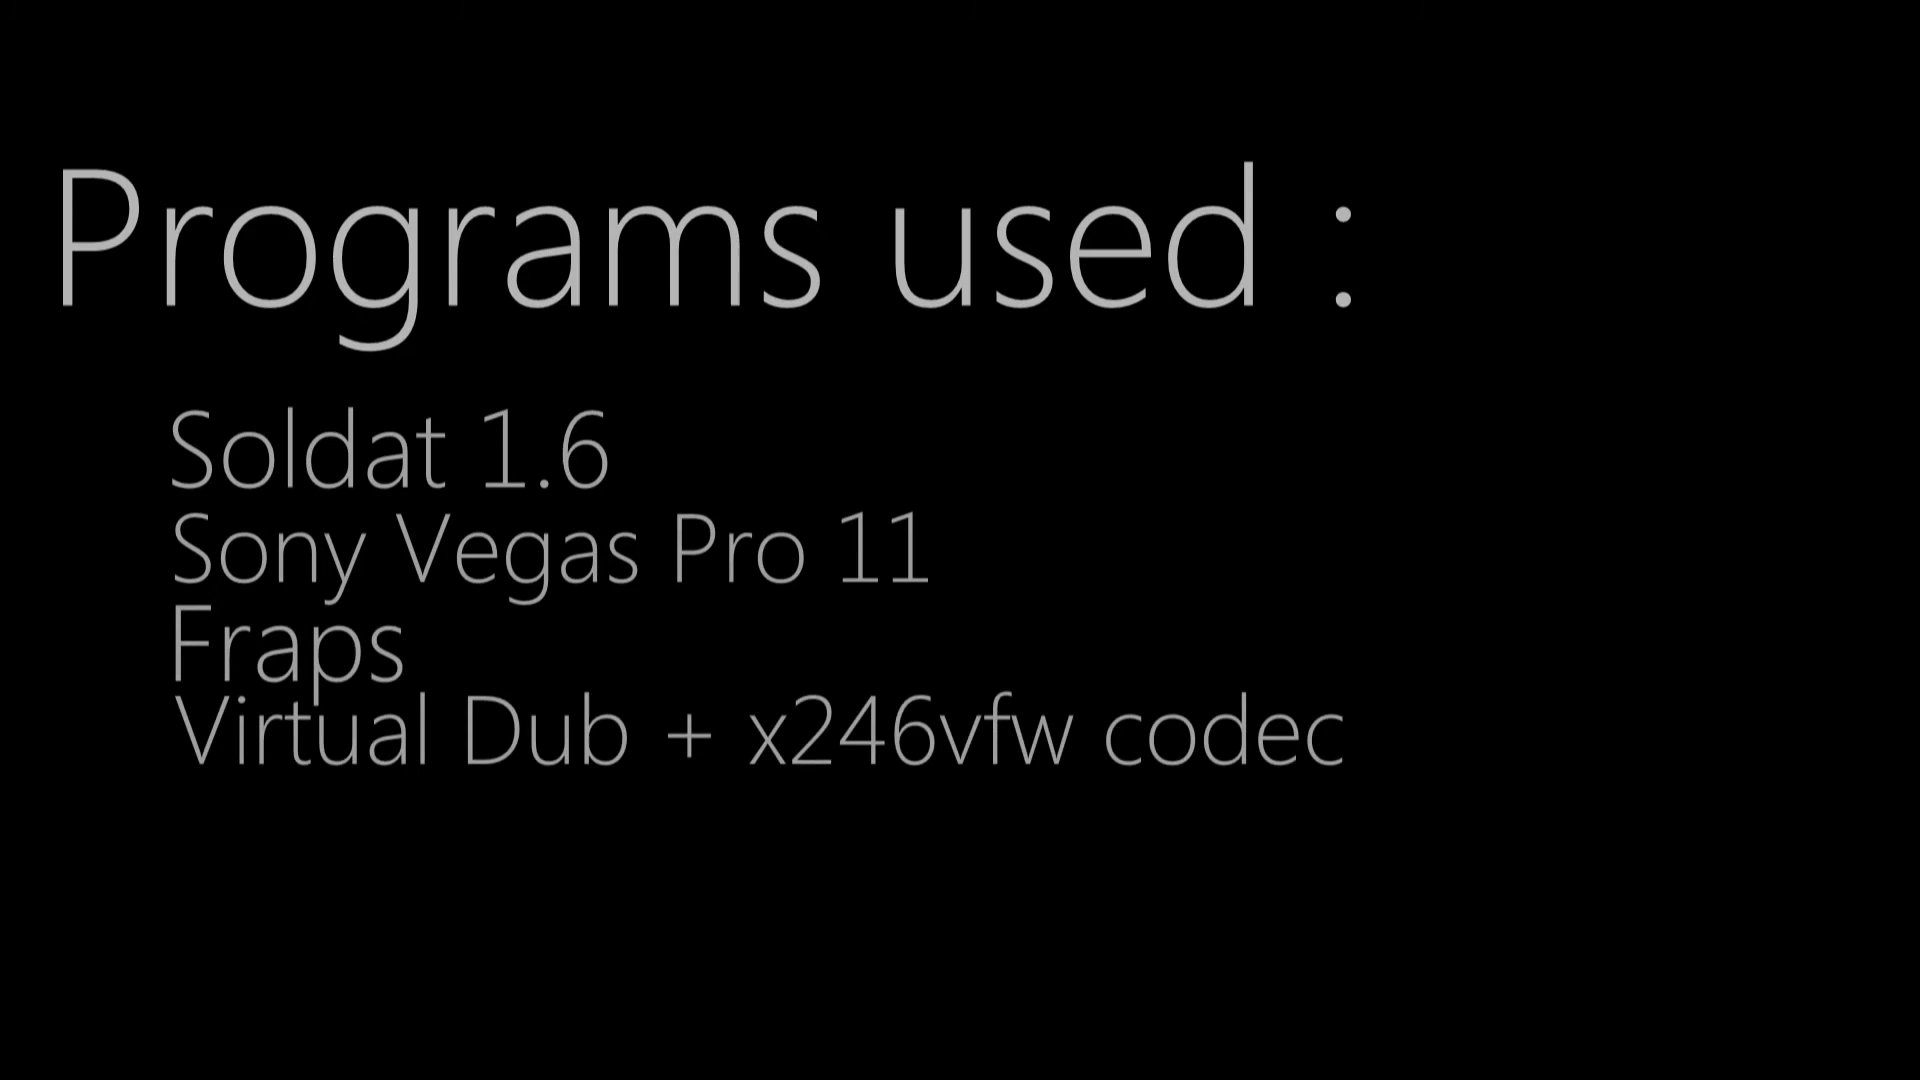 Programs used :
Soldat 1.6
Sony Vegas Pro 11
Fraps
Virtual Dub + x246vfw codec